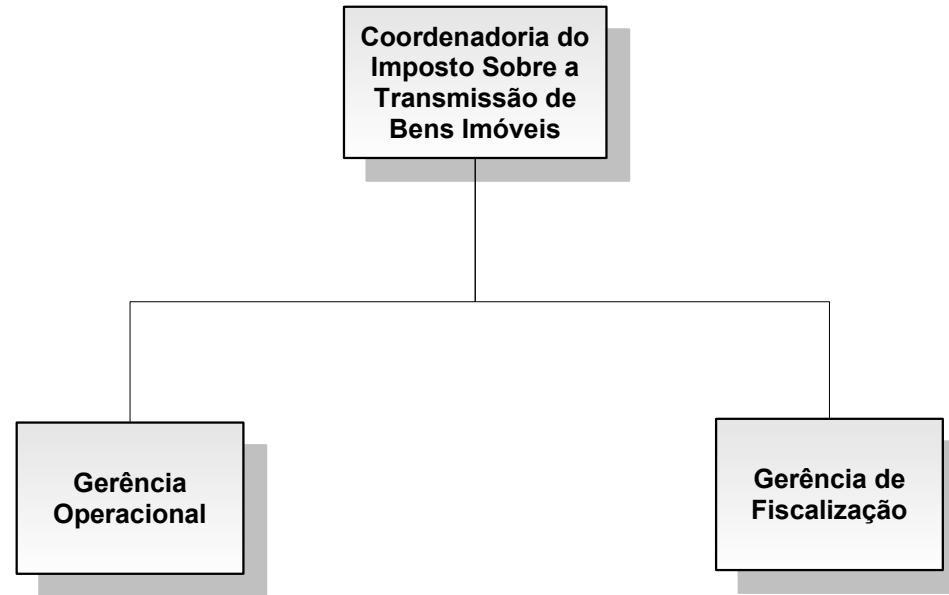 Coordenadoria do
Imposto Sobre a
Transmissão de
Bens Imóveis
Gerência
Operacional
Gerência de
Fiscalização